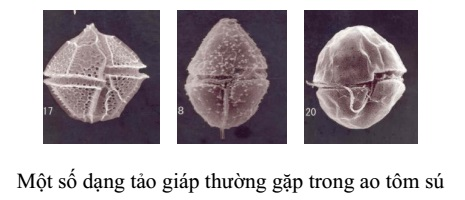 17
8
20
Một số dạng tảo giáp thường gặp trong ao tôm sú